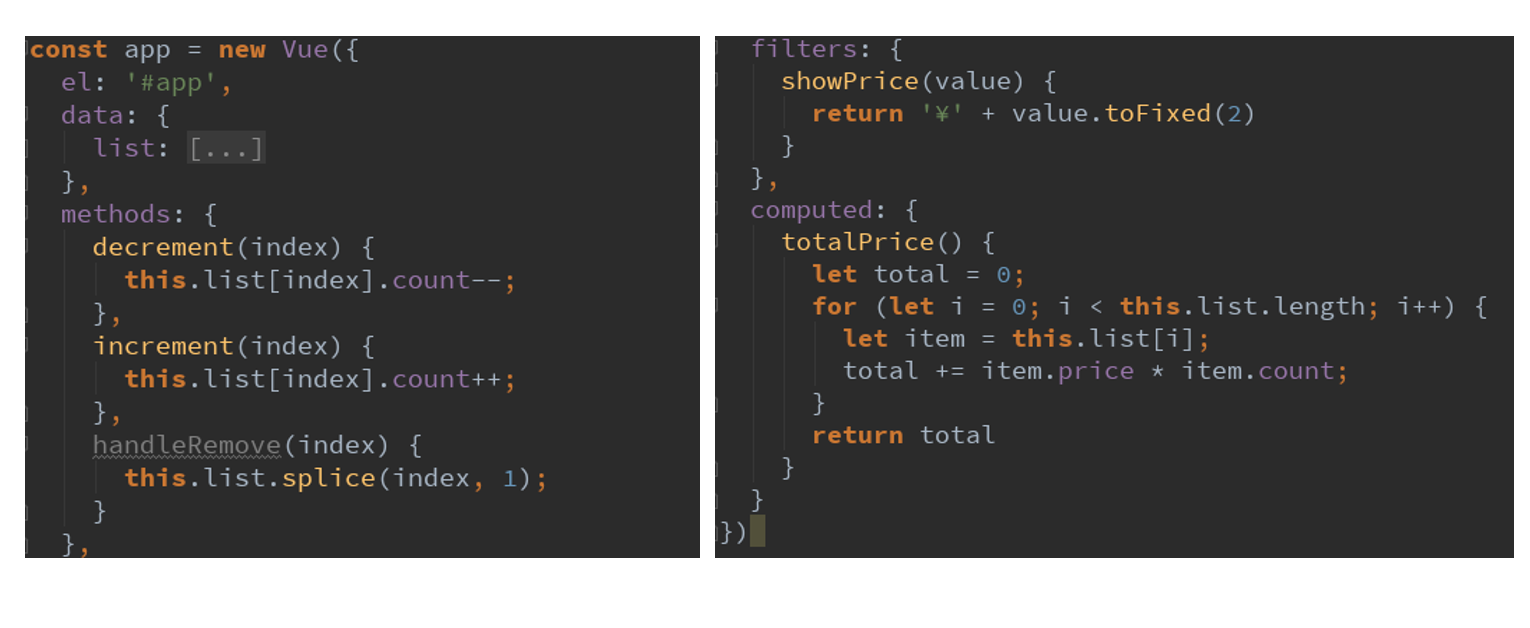 const app = new Vue({
  el: '#app',
  data: {
    list: [...]
  },
  methods: {
    decrement(index) {
      this.list[index].count--;
    },
    increment(index) {
      this.list[index].count++;
    },
    handleRemove(index) {
      this.list.splice(index, 1);
    }
  },
  filters: {
    showPrice(value) {
      return '¥' + value.toFixed(2)
    }
  },
  computed: {
    totalPrice() {
      let total = 0;
      for (let i = 0; i < this.list.length; i++) {
        let item = this.list[i];
        total += item.price * item.count;
      }
      return total
    }
  }
})